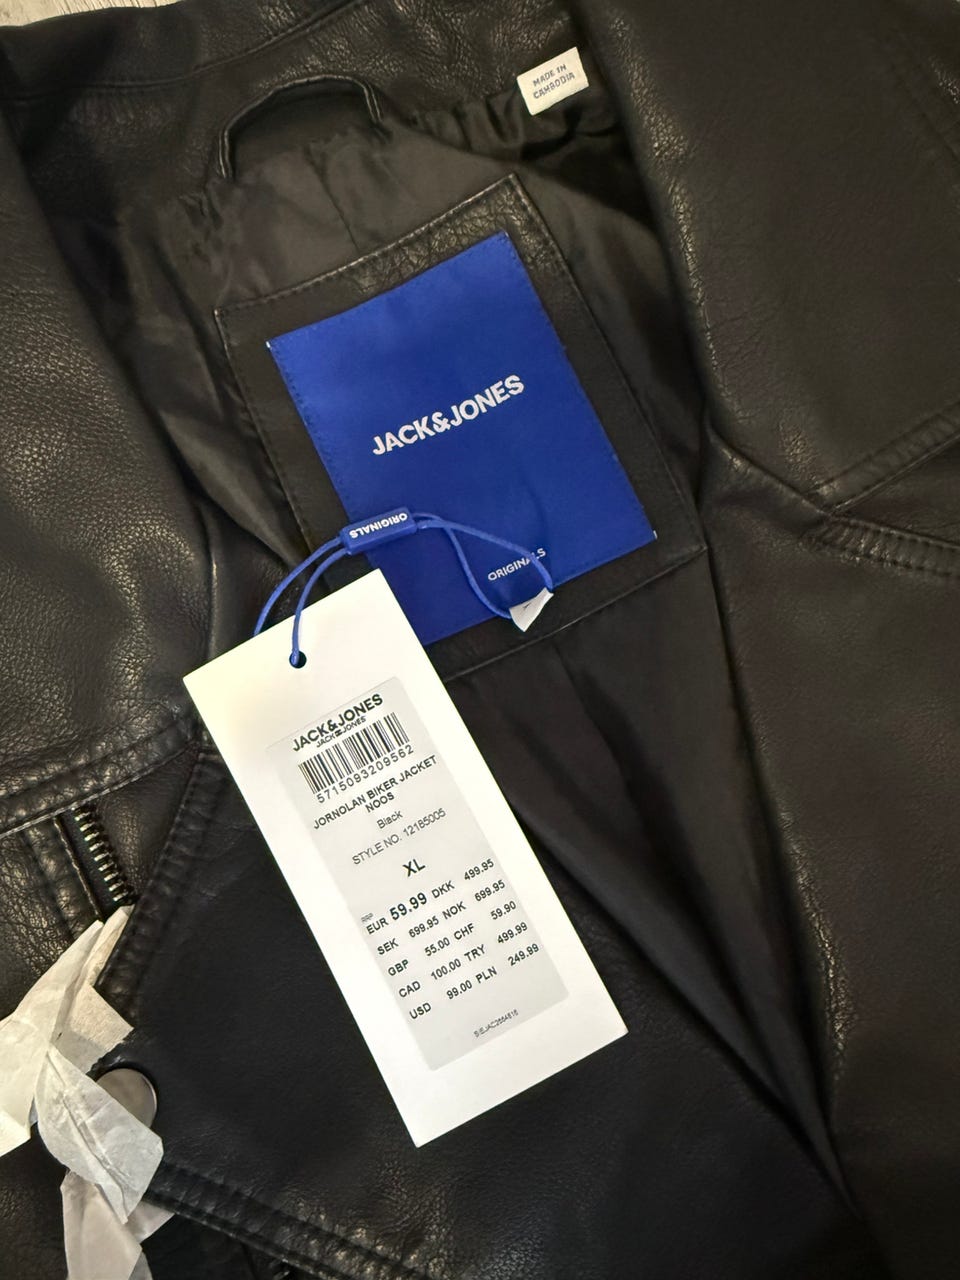 MADE IN
CAMBODIA
JACK&JONES
ORIGINALS
ORIGINALS
JACK&JONES
JACK&JONES
5715093209562
JORNOLAN BIKER JACKET
NOOS
Black
STYLE NO. 12185005
XL
RRP
EUR 59.99 DKK 499.95
SEK 699.95 NOK 699.95
GBP 55.00 CHF 59.90
CAD 100.00 TRY 499.99
USD 99.00 PLN 249.99